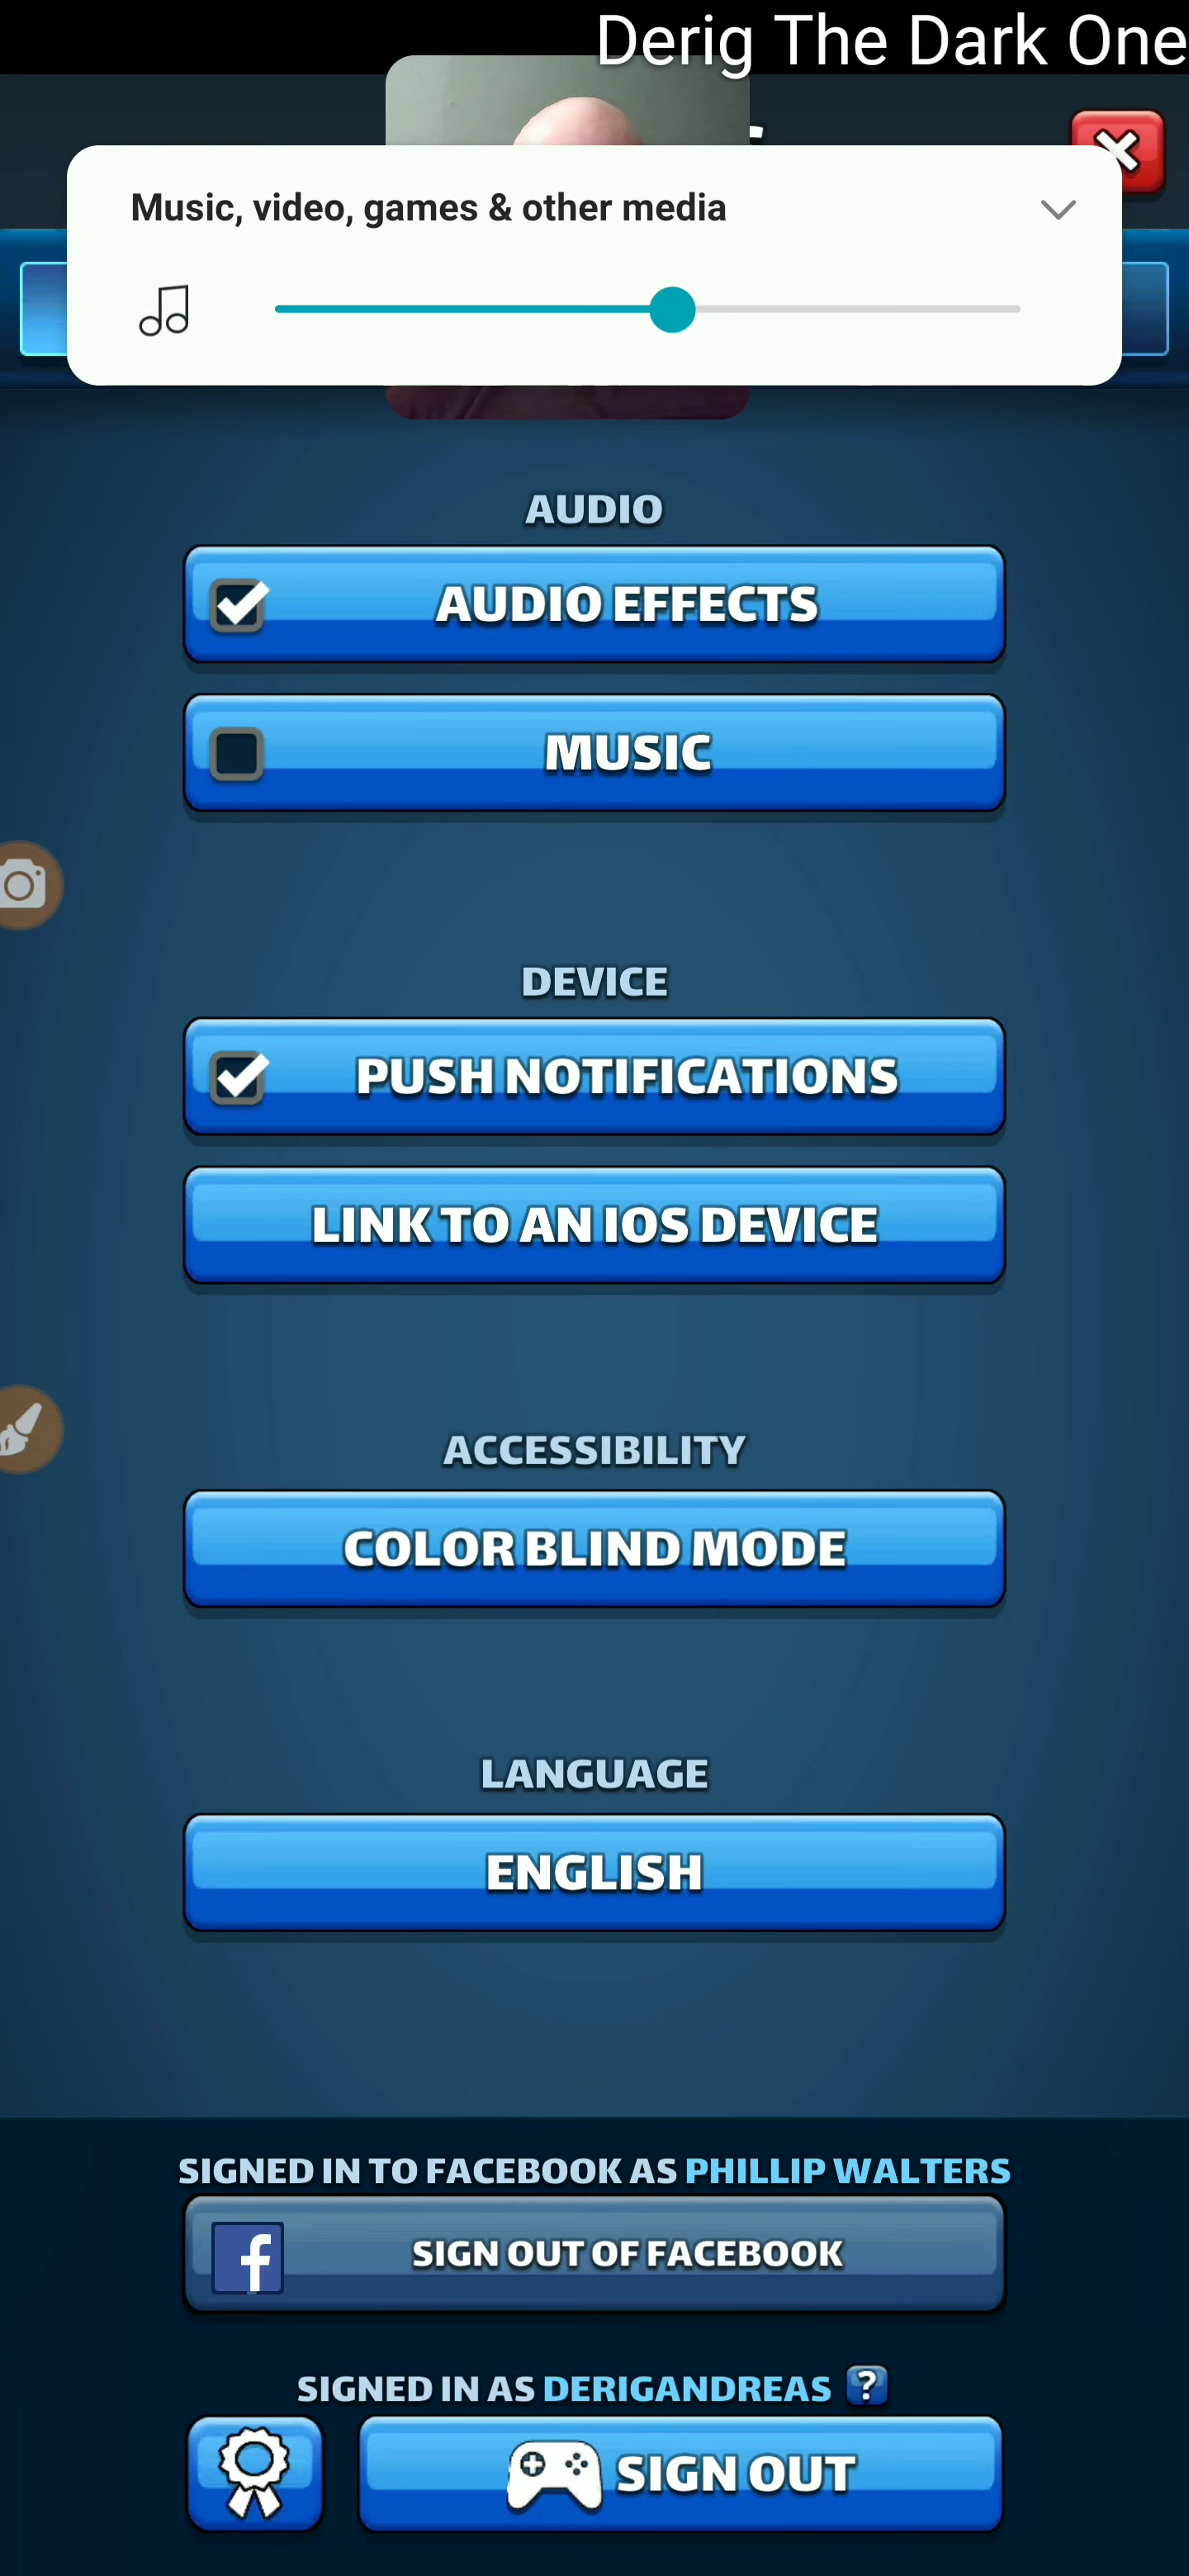 Derig The Dark One
Music, video, games & other media
AUDIO
AUDIO EFFECTS
MUSIC
DEVICE
PUSH NOTIFICATIONS
LINK TO AN IOS DEVICE
ACCESSIBILITY
COLOR BLIND MODE
LANGUAGE
ENGLISH
SIGNED IN TO FACEBOOK AS PHILLIP WALTERS
f SIGN OUT OF FACEBOOK
SIGNED IN AS DERIGANDREAS ?
SIGN OUT